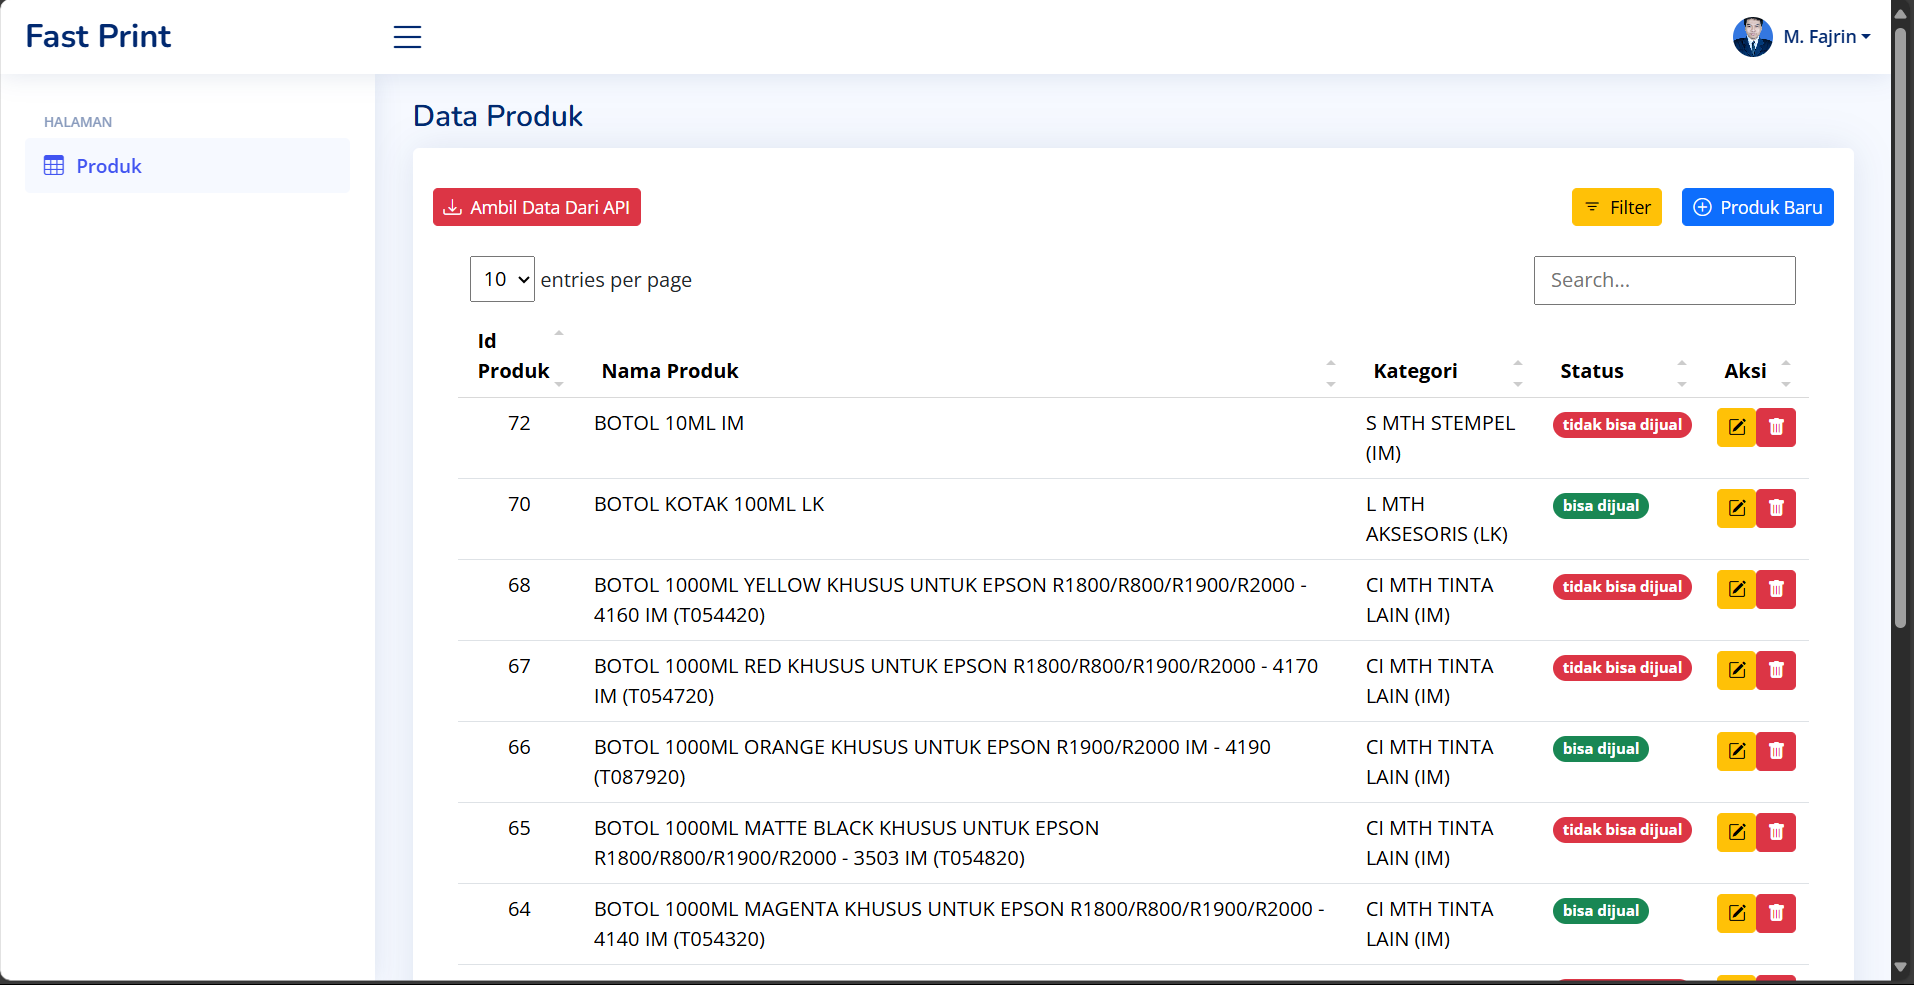 Fast Print
M. Fajrin
HALAMAN
Produk
Data Produk
Ambil Data Dari API
Filter
Produk Baru
10 entries per page
Search...
Id
Produk
Nama Produk
Kategori
Status
Aksi
72
BOTOL 10ML IM
S MTH STEMPEL
(IM)
tidak bisa dijual
70
BOTOL KOTAK 100ML LK
L MTH
AKSESORIS (LK)
bisa dijual
68
BOTOL 1000ML YELLOW KHUSUS UNTUK EPSON R1800/R800/R1900/R2000 -
4160 IM (T054420)
CI MTH TINTA
LAIN (IM)
tidak bisa dijual
67
BOTOL 1000ML RED KHUSUS UNTUK EPSON R1800/R800/R1900/R2000 - 4170
IM (T054720)
CI MTH TINTA
LAIN (IM)
tidak bisa dijual
66
BOTOL 1000ML ORANGE KHUSUS UNTUK EPSON R1900/R2000 IM - 4190
(T087920)
CI MTH TINTA
LAIN (IM)
bisa dijual
65
BOTOL 1000ML MATTE BLACK KHUSUS UNTUK EPSON
R1800/R800/R1900/R2000 - 3503 IM (T054820)
CI MTH TINTA
LAIN (IM)
tidak bisa dijual
64
BOTOL 1000ML MAGENTA KHUSUS UNTUK EPSON R1800/R800/R1900/R2000 -
4140 IM (T054320)
CI MTH TINTA
LAIN (IM)
bisa dijual